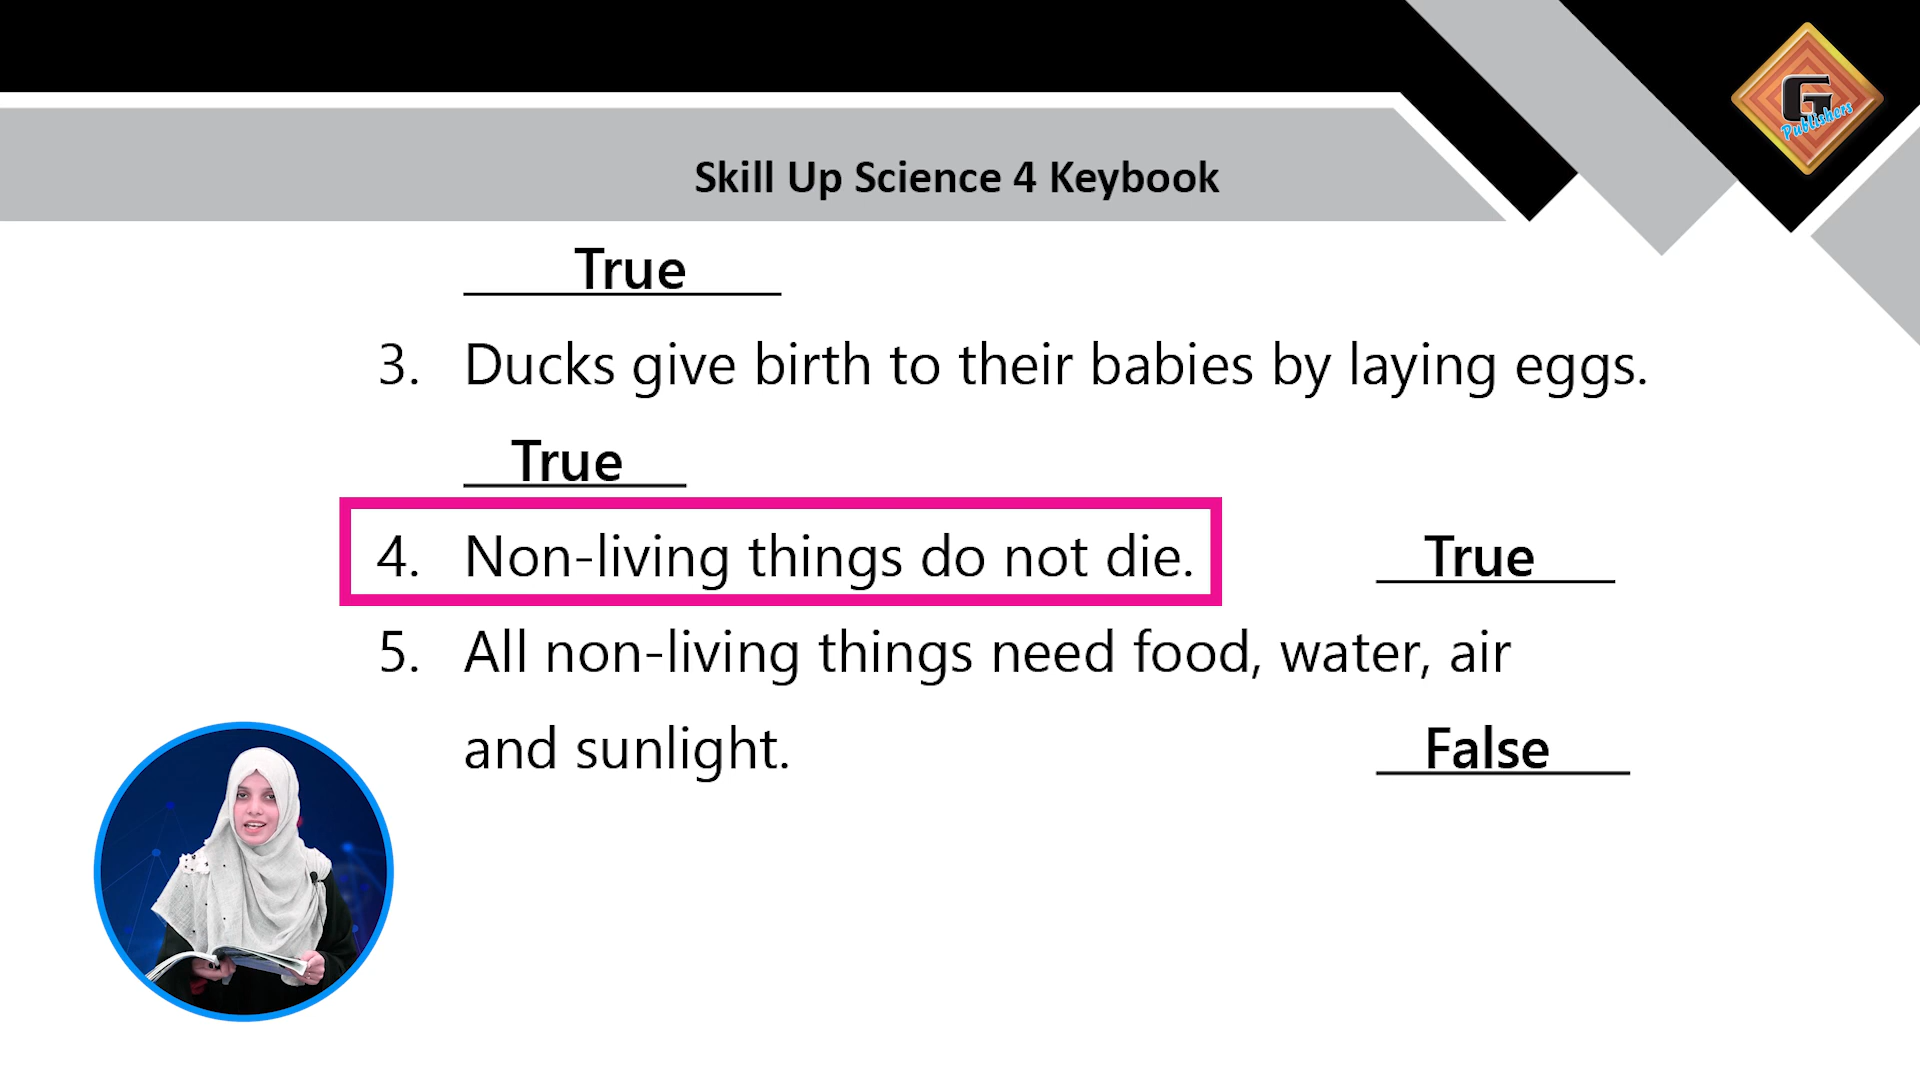 G
Publishers
Skill Up Science 4 Keybook
True
3. Ducks give birth to their babies by laying eggs.
True
4. Non-living things do not die. True
5. All non-living things need food, water, air
and sunlight. False